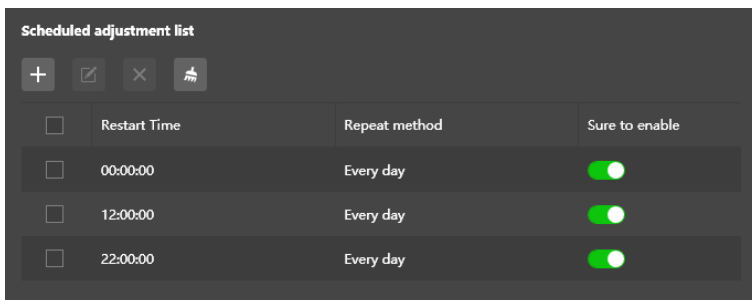 Scheduled adjustment list
Restart Time Repeat method Sure to enable
00:00:00 Every day
12:00:00 Every day
22:00:00 Every day